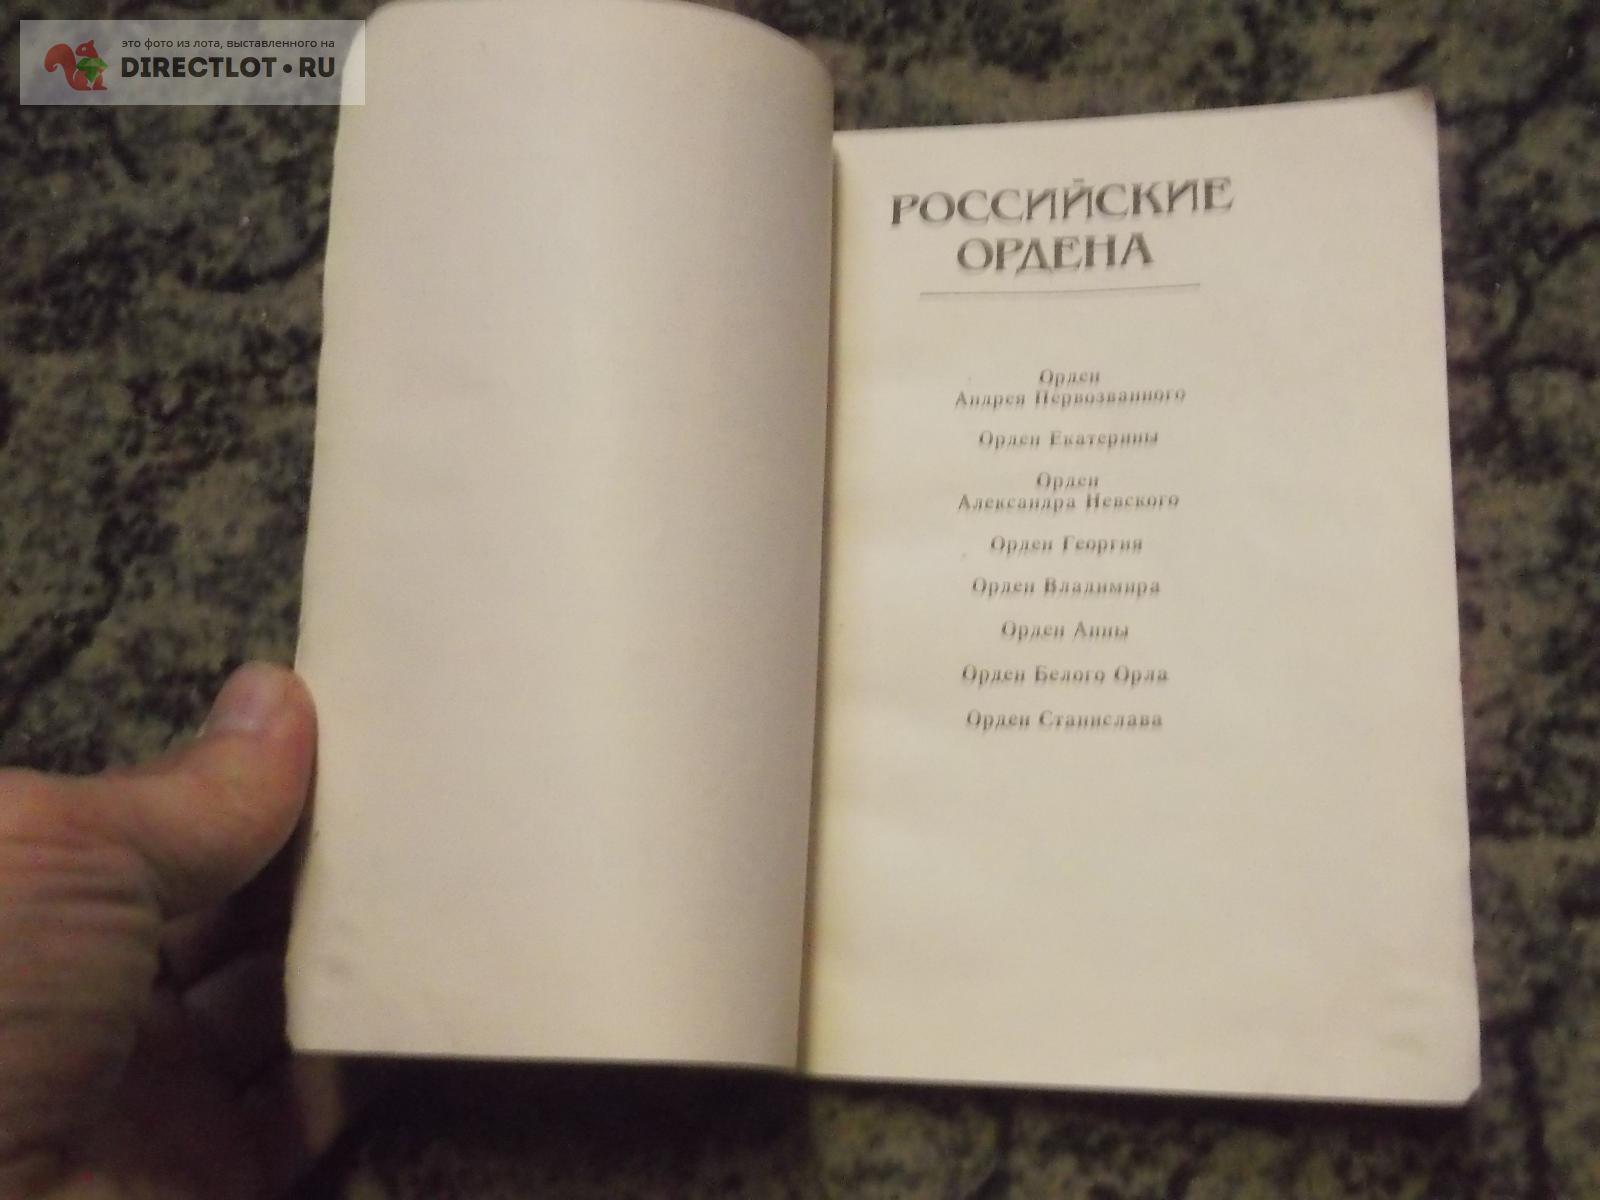 это фото из лота, выставленного на
DIRECTLOT•RU
РОССИЙСКИЕ
ОРДЕНА
Орден
Андрея Первозванного
Орден Екатерины
Орден
Александра Невского
Орден Георгия
Орден Владимира
Орден Анны
Орден Белого Орла
Орден Станислава